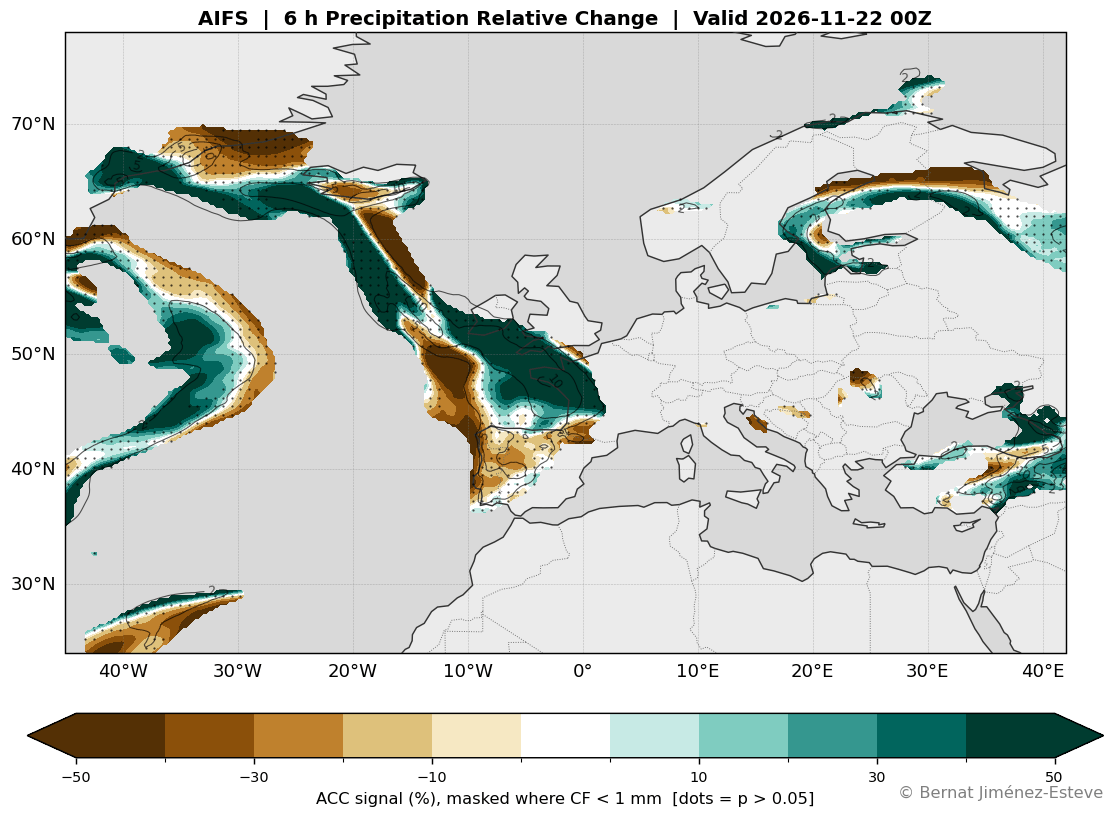 AIFS | 6 h Precipitation Relative Change | Valid 2026-11-22 00Z
70°N
60°N
50°N
40°N
30°N
40°W 30°W 20°W 10°W 0° 10°E 20°E 30°E 40°E
−50 −30 −10 10 30 50
ACC signal (%), masked where CF < 1 mm [dots = p > 0.05]
© Bernat Jiménez-Esteve